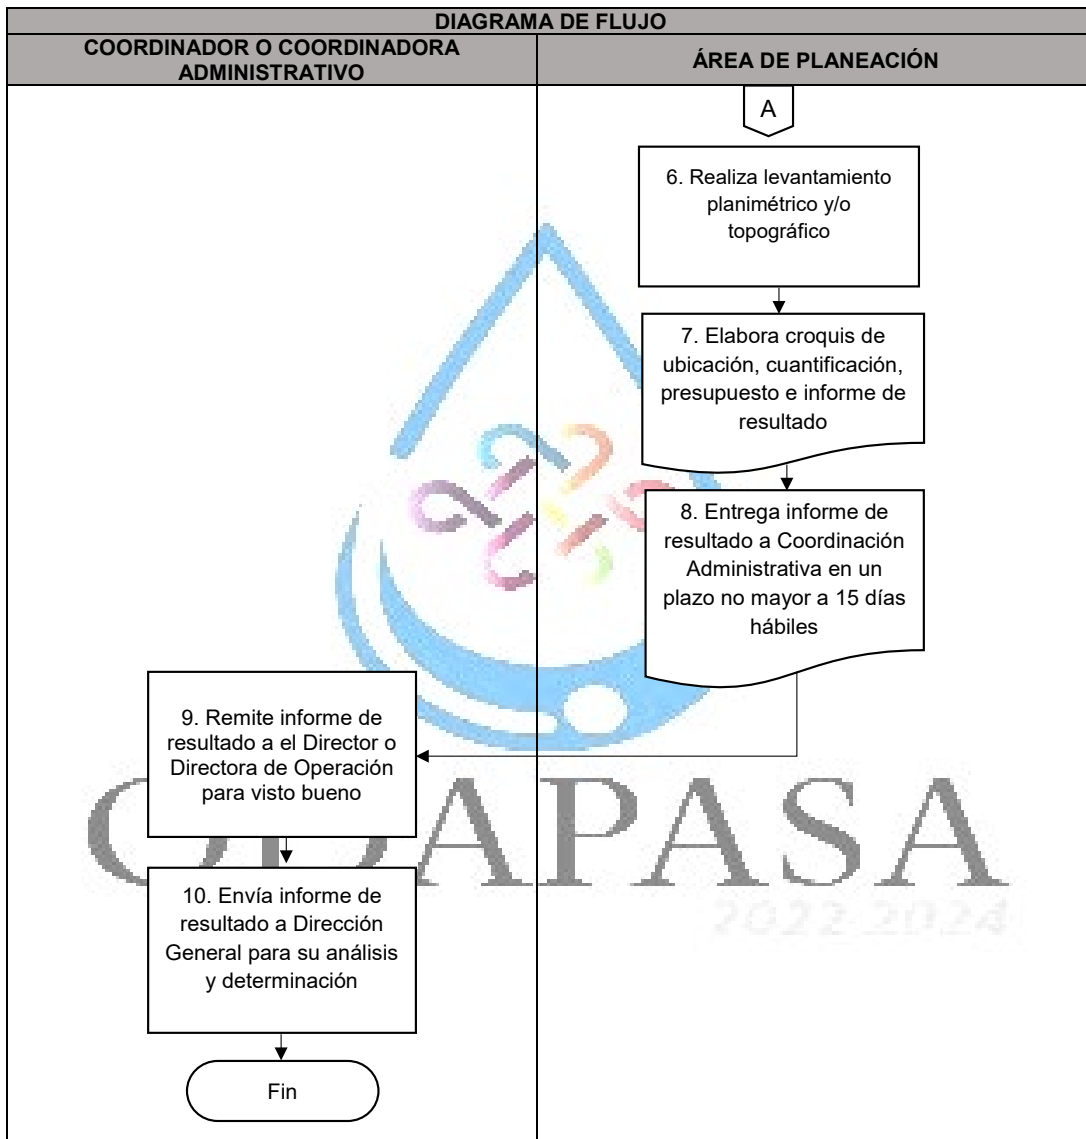 DIAGRAMA DE FLUJO
COORDINADOR O COORDINADORA
ADMINISTRATIVO
ÁREA DE PLANEACIÓN
A
6. Realiza levantamiento
planimétrico y/o
topográfico
7. Elabora croquis de
ubicación, cuantificación,
presupuesto e informe de
resultado
8. Entrega informe de
resultado a Coordinación
Administrativa en un
plazo no mayor a 15 días
hábiles
9. Remite informe de
resultado a el Director o
Directora de Operación
para visto bueno
10. Envía informe de
resultado a Dirección
General para su análisis
y determinación
Fin
ODAPASA
2022-2024